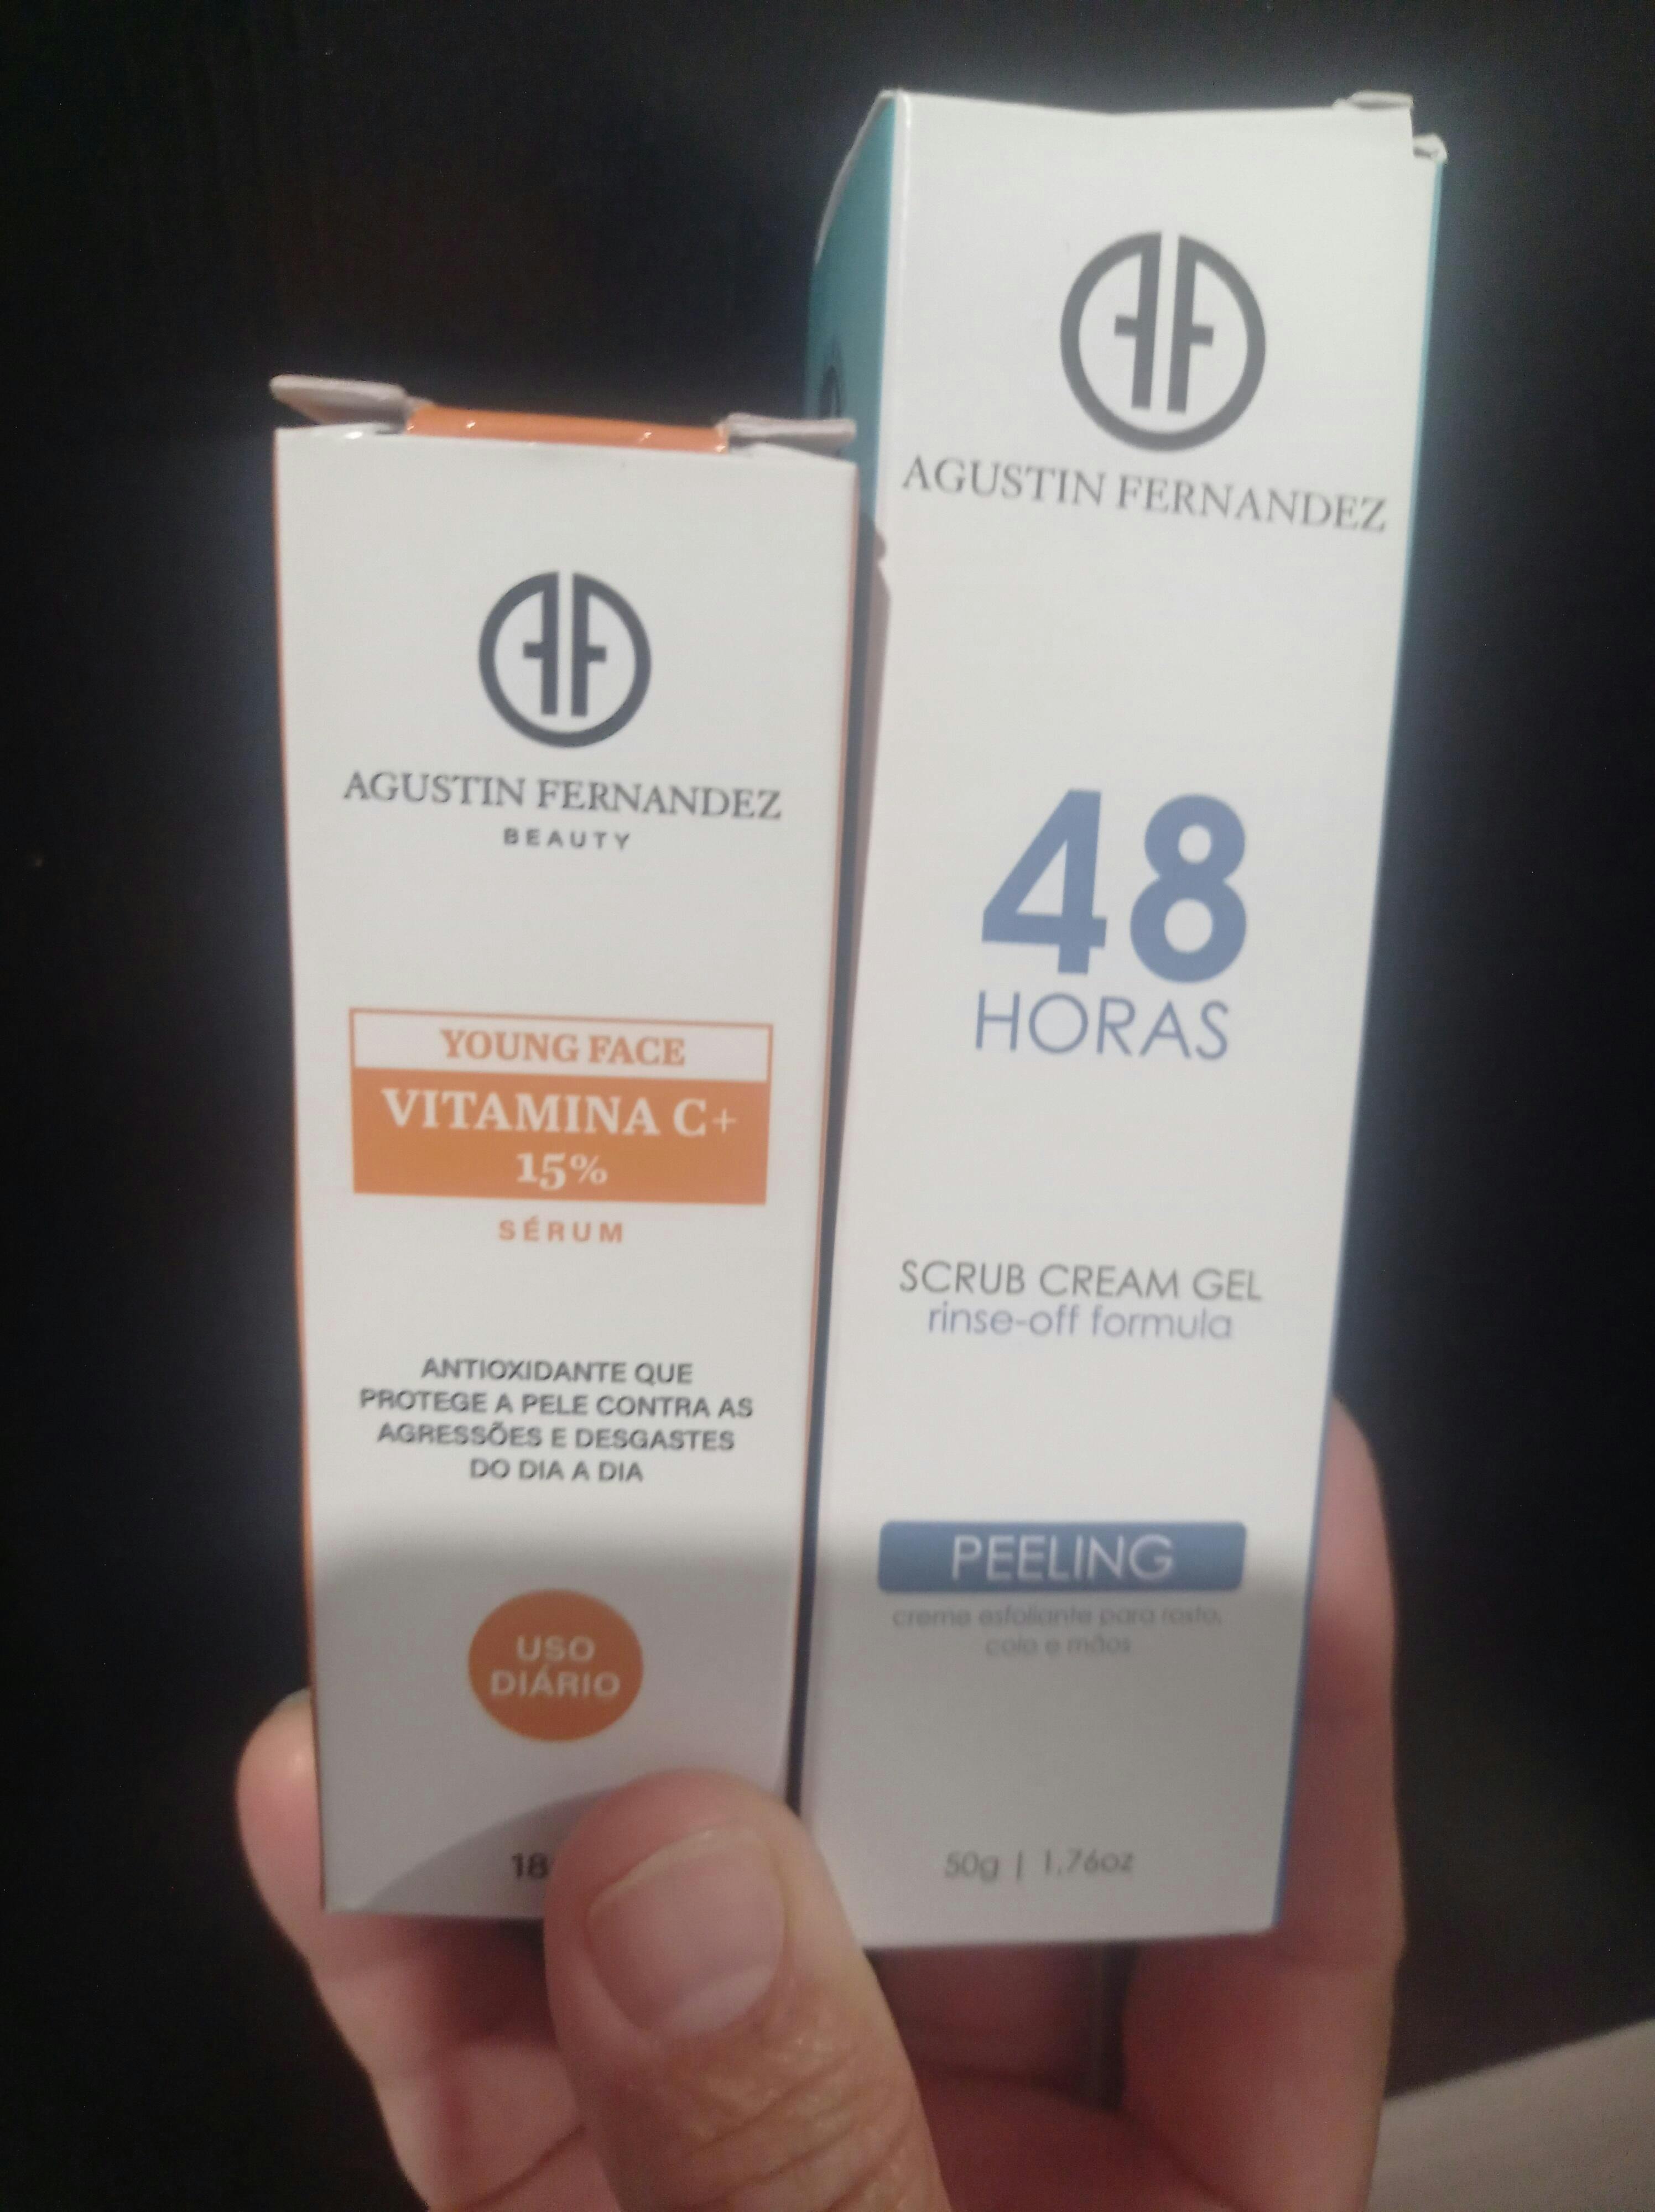 AGUSTIN FERNANDEZ
BEAUTY
YOUNG FACE
VITAMINA C+
15%
SÉRUM
ANTIOXIDANTE QUE
PROTEGE A PELE CONTRA AS
AGRESSÕES E DESGASTES
DO DIA A DIA
USO
DIÁRIO
18
AGUSTIN FERNANDEZ
48
HORAS
SCRUB CREAM GEL
rinse-off formula
PEELING
creme esfoliante para rosto,
colo e mãos
50g | 1,76oz